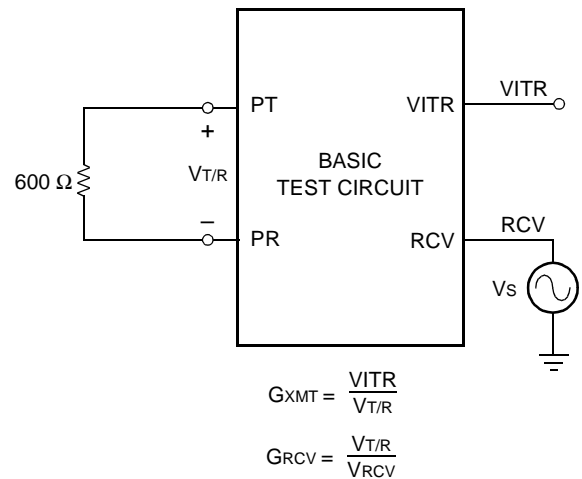 PT
VITR
VITR
+
BASIC
TEST CIRCUIT
VT/R
600 Ω
−
PR
RCV
RCV
VS
GXMT = VITR
VT/R
GRCV = VT/R
VRCV